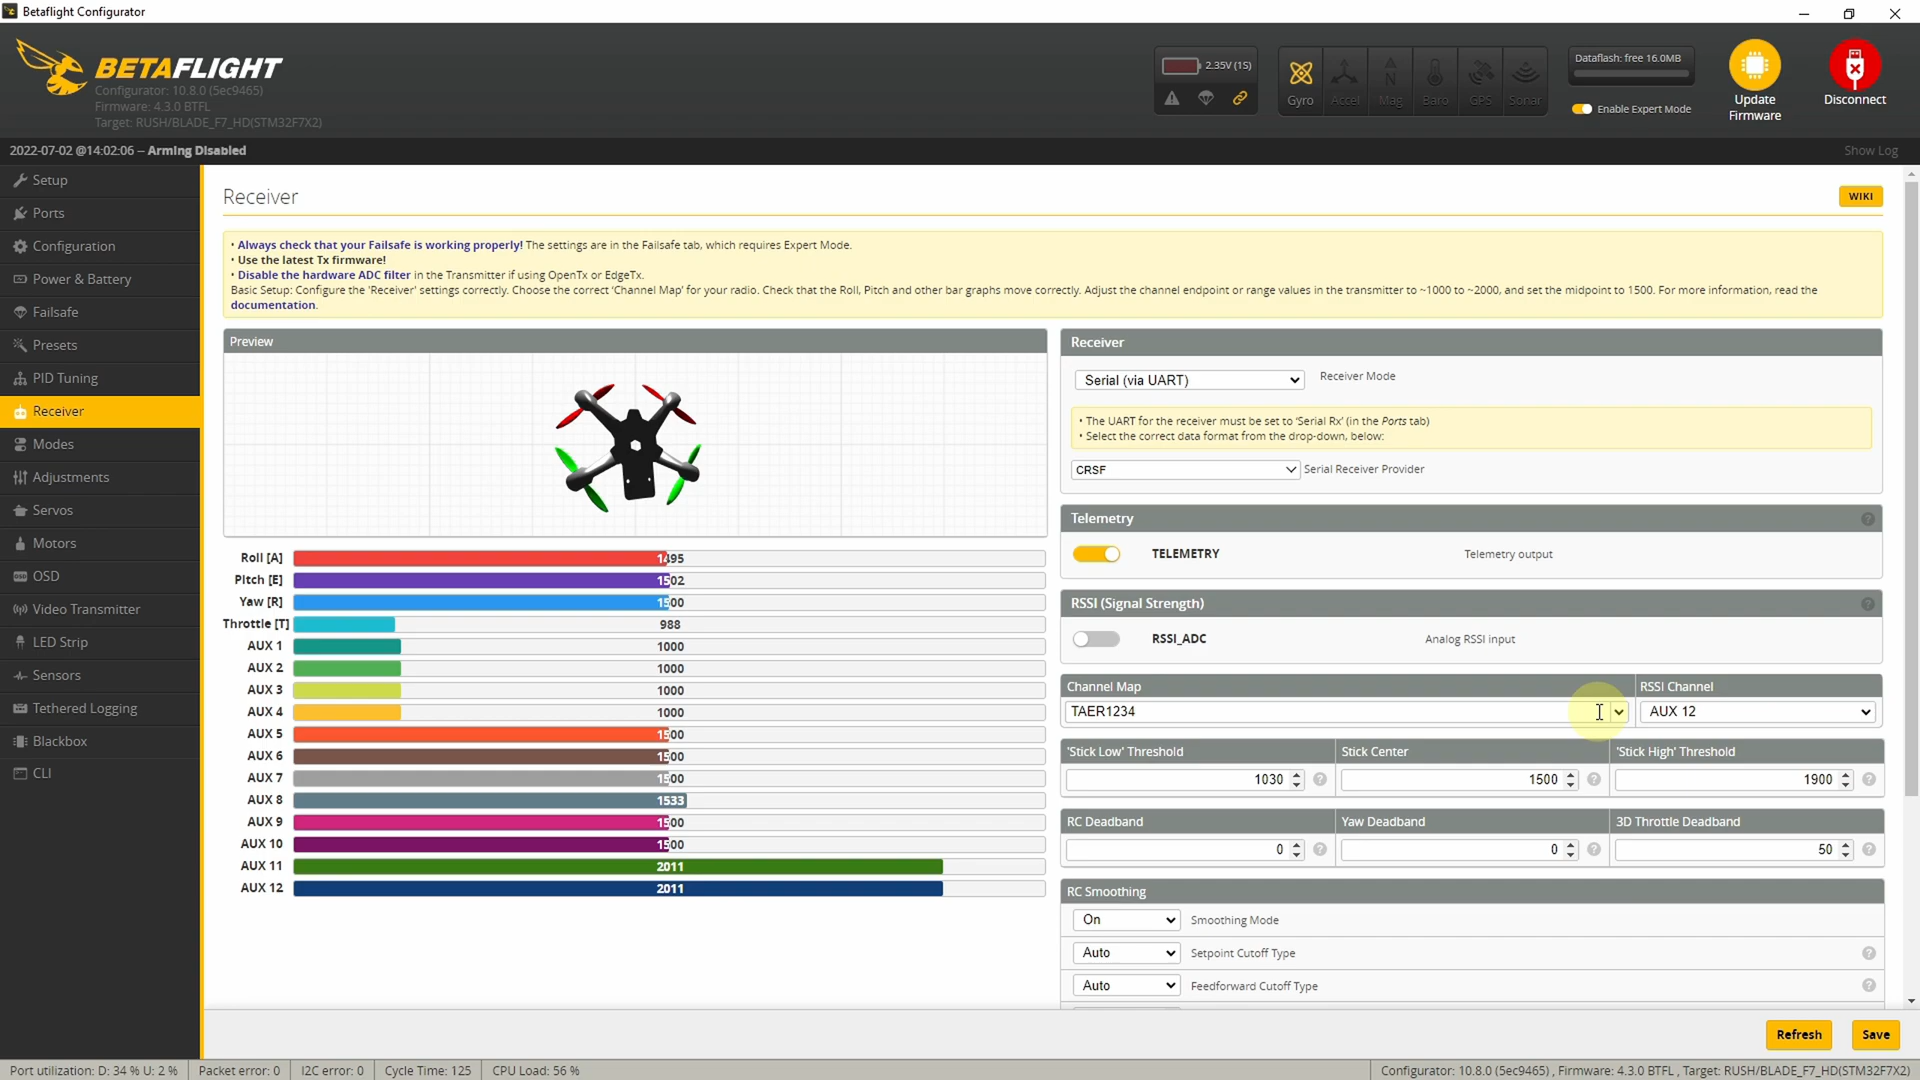 Betaflight Configurator
BETAFLIGHT
Configurator: 10.8.0 (5ec9465)
Firmware: 4.3.0 BTFL
Target: RUSH/BLADE_F7_HD(STM32F7X2)
2.35V (1S)
Gyro
Accel
Mag
Baro
GPS
Sonar
Dataflash: free 16.0MB
Enable Expert Mode
Update
Firmware
Disconnect
2022-07-02 @14:02:06 -- Arming Disabled
Show Log
Setup
Ports
Configuration
Power & Battery
Failsafe
Presets
PID Tuning
Receiver
Modes
Adjustments
Servos
Motors
OSD
Video Transmitter
LED Strip
Sensors
Tethered Logging
Blackbox
CLI
Receiver
WIKI
• Always check that your Failsafe is working properly! The settings are in the Failsafe tab, which requires Expert Mode.
• Use the latest Tx firmware!
• Disable the hardware ADC filter in the Transmitter if using OpenTx or EdgeTx.
Basic Setup: Configure the 'Receiver' settings correctly. Choose the correct 'Channel Map' for your radio. Check that the Roll, Pitch and other bar graphs move correctly. Adjust the channel endpoint or range values in the transmitter to ~1000 to ~2000, and set the midpoint to 1500. For more information, read the
documentation.
Preview
Roll [A] 1495
Pitch [E] 1502
Yaw [R] 1500
Throttle [T] 988
AUX 1 1000
AUX 2 1000
AUX 3 1000
AUX 4 1000
AUX 5 1500
AUX 6 1500
AUX 7 1500
AUX 8 1533
AUX 9 1500
AUX 10 1500
AUX 11 2011
AUX 12 2011
Receiver
Serial (via UART) Receiver Mode
• The UART for the receiver must be set to 'Serial Rx' (in the Ports tab)
• Select the correct data format from the drop-down, below:
CRSF Serial Receiver Provider
Telemetry
TELEMETRY Telemetry output
RSSI (Signal Strength)
RSSI_ADC Analog RSSI input
Channel Map RSSI Channel
TAER1234 AUX 12
'Stick Low' Threshold Stick Center 'Stick High' Threshold
1030 1500 1900
RC Deadband Yaw Deadband 3D Throttle Deadband
0 0 50
RC Smoothing
On Smoothing Mode
Auto Setpoint Cutoff Type
Auto Feedforward Cutoff Type
Refresh Save
Port utilization: D: 34 % U: 2 % Packet error: 0 I2C error: 0 Cycle Time: 125 CPU Load: 56 % Configurator: 10.8.0 (5ec9465) , Firmware: 4.3.0 BTFL , Target: RUSH/BLADE_F7_HD(STM32F7X2)